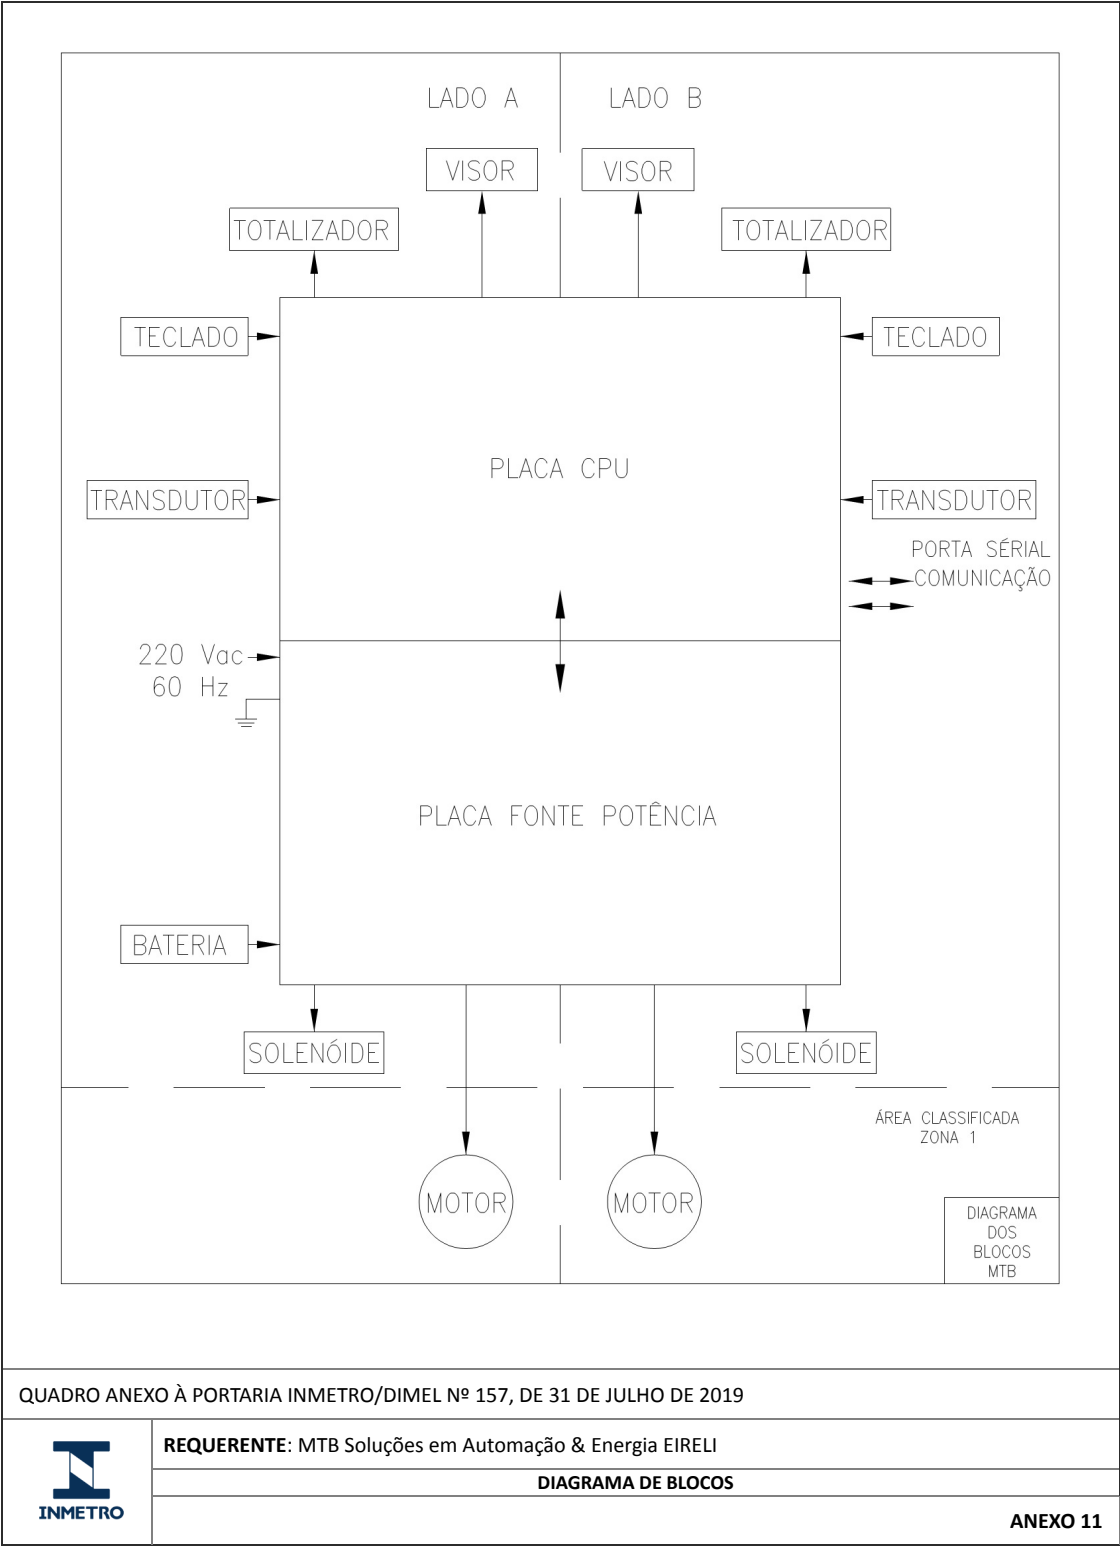 LADO A
LADO B
VISOR
VISOR
TOTALIZADOR
TOTALIZADOR
TECLADO
TECLADO
PLACA CPU
TRANSDUTOR
TRANSDUTOR
PORTA SÉRIAL
COMUNICAÇÃO
220 Vac
60 Hz
PLACA FONTE POTÊNCIA
BATERIA
SOLENÓIDE
SOLENÓIDE
ÁREA CLASSIFICADA
ZONA 1
MOTOR
MOTOR
DIAGRAMA
DOS
BLOCOS
MTB
QUADRO ANEXO À PORTARIA INMETRO/DIMEL Nº 157, DE 31 DE JULHO DE 2019
INMETRO
REQUERENTE: MTB Soluções em Automação & Energia EIRELI
DIAGRAMA DE BLOCOS
ANEXO 11